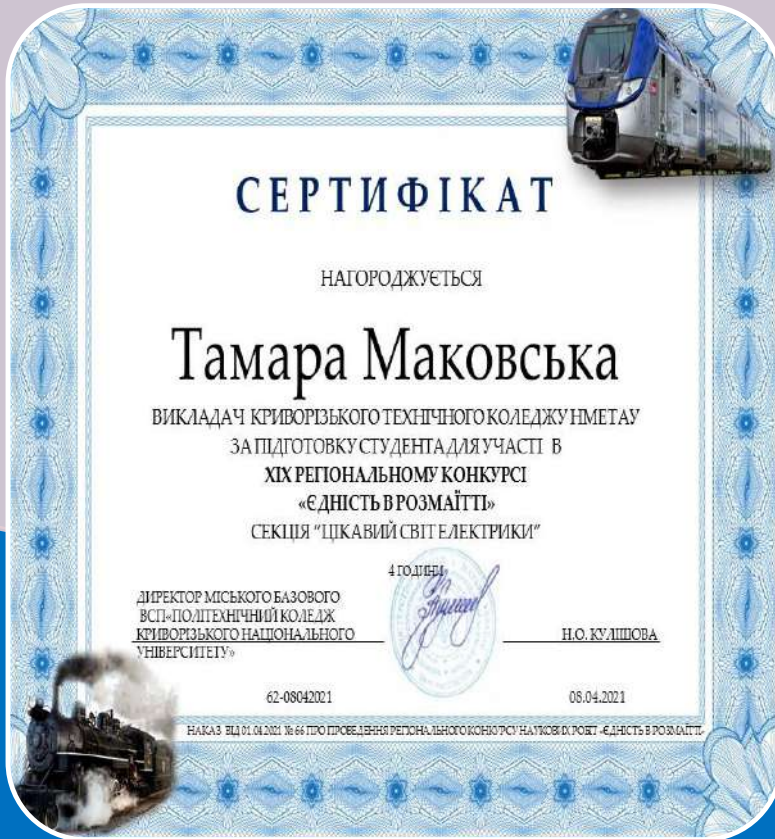 СЕРТИФІКАТ
НАГОРОДЖУЄТЬСЯ
Тамара Маковська
ВИКЛАДАЧ КРИВОРІЗЬКОГО ТЕХНІЧНОГО КОЛЕДЖУ НМЕТАУ
ЗА ПІДГОТОВКУ СТУДЕНТА ДЛЯ УЧАСТІ В
ХІХ РЕГІОНАЛЬНОМУ КОНКУРСІ
«ЄДНІСТЬ В РОЗМАЇТТІ»
СЕКЦІЯ "ЦІКАВИЙ СВІТ ЕЛЕКТРИКИ"
4 ГОДИНИ
ДИРЕКТОР МІСЬКОГО БАЗОВОГО
ВСП«ПОЛІТЕХНІЧНИЙ КОЛЕДЖ
КРИВОРІЗЬКОГО НАЦІОНАЛЬНОГО
УНІВЕРСИТЕТУ»
Н.О. КУЛІШОВА
62-08042021
08.04.2021
НАКАЗ ВІД 01.04.2021 № 66 ПРО ПРОВЕДЕННЯ РЕГІОНАЛЬНОГО КОНКУРСУ НАУКОВИХ РОБІТ «ЄДНІСТЬ В РОЗМАЇТТІ»